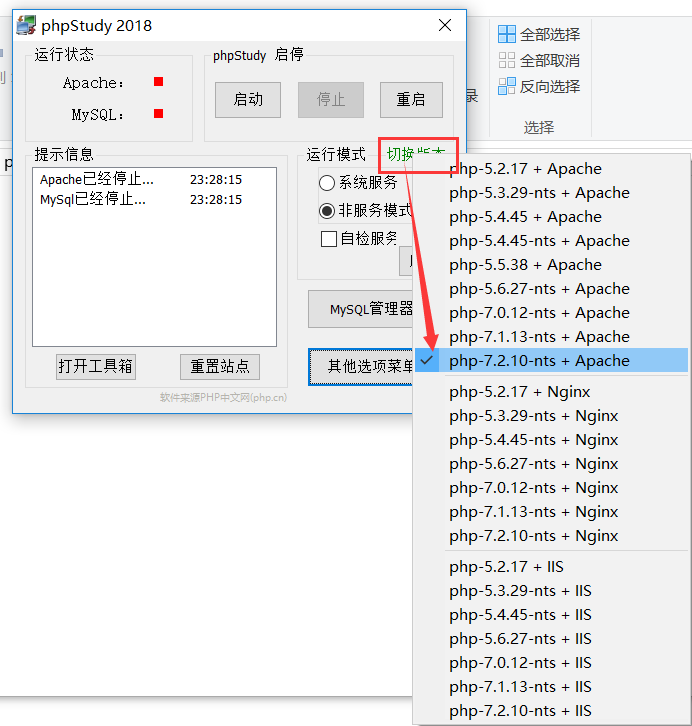 phpStudy 2018
运行状态
Apache:
MySQL:
phpStudy 启停
启动
停止
重启
提示信息
Apache已经停止... 23:28:15
MySql已经停止... 23:28:15
打开工具箱
重置站点
运行模式
切换版本
系统服务
非服务模式
自检服务
MySQL管理器
其他选项菜单
软件来源PHP中文网(php.cn)
全部选择
全部取消
反向选择
选择
录
php-5.2.17 + Apache
php-5.3.29-nts + Apache
php-5.4.45 + Apache
php-5.4.45-nts + Apache
php-5.5.38 + Apache
php-5.6.27-nts + Apache
php-7.0.12-nts + Apache
php-7.1.13-nts + Apache
php-7.2.10-nts + Apache
php-5.2.17 + Nginx
php-5.3.29-nts + Nginx
php-5.4.45-nts + Nginx
php-5.6.27-nts + Nginx
php-7.0.12-nts + Nginx
php-7.1.13-nts + Nginx
php-7.2.10-nts + Nginx
php-5.2.17 + IIS
php-5.3.29-nts + IIS
php-5.4.45-nts + IIS
php-5.6.27-nts + IIS
php-7.0.12-nts + IIS
php-7.1.13-nts + IIS
php-7.2.10-nts + IIS